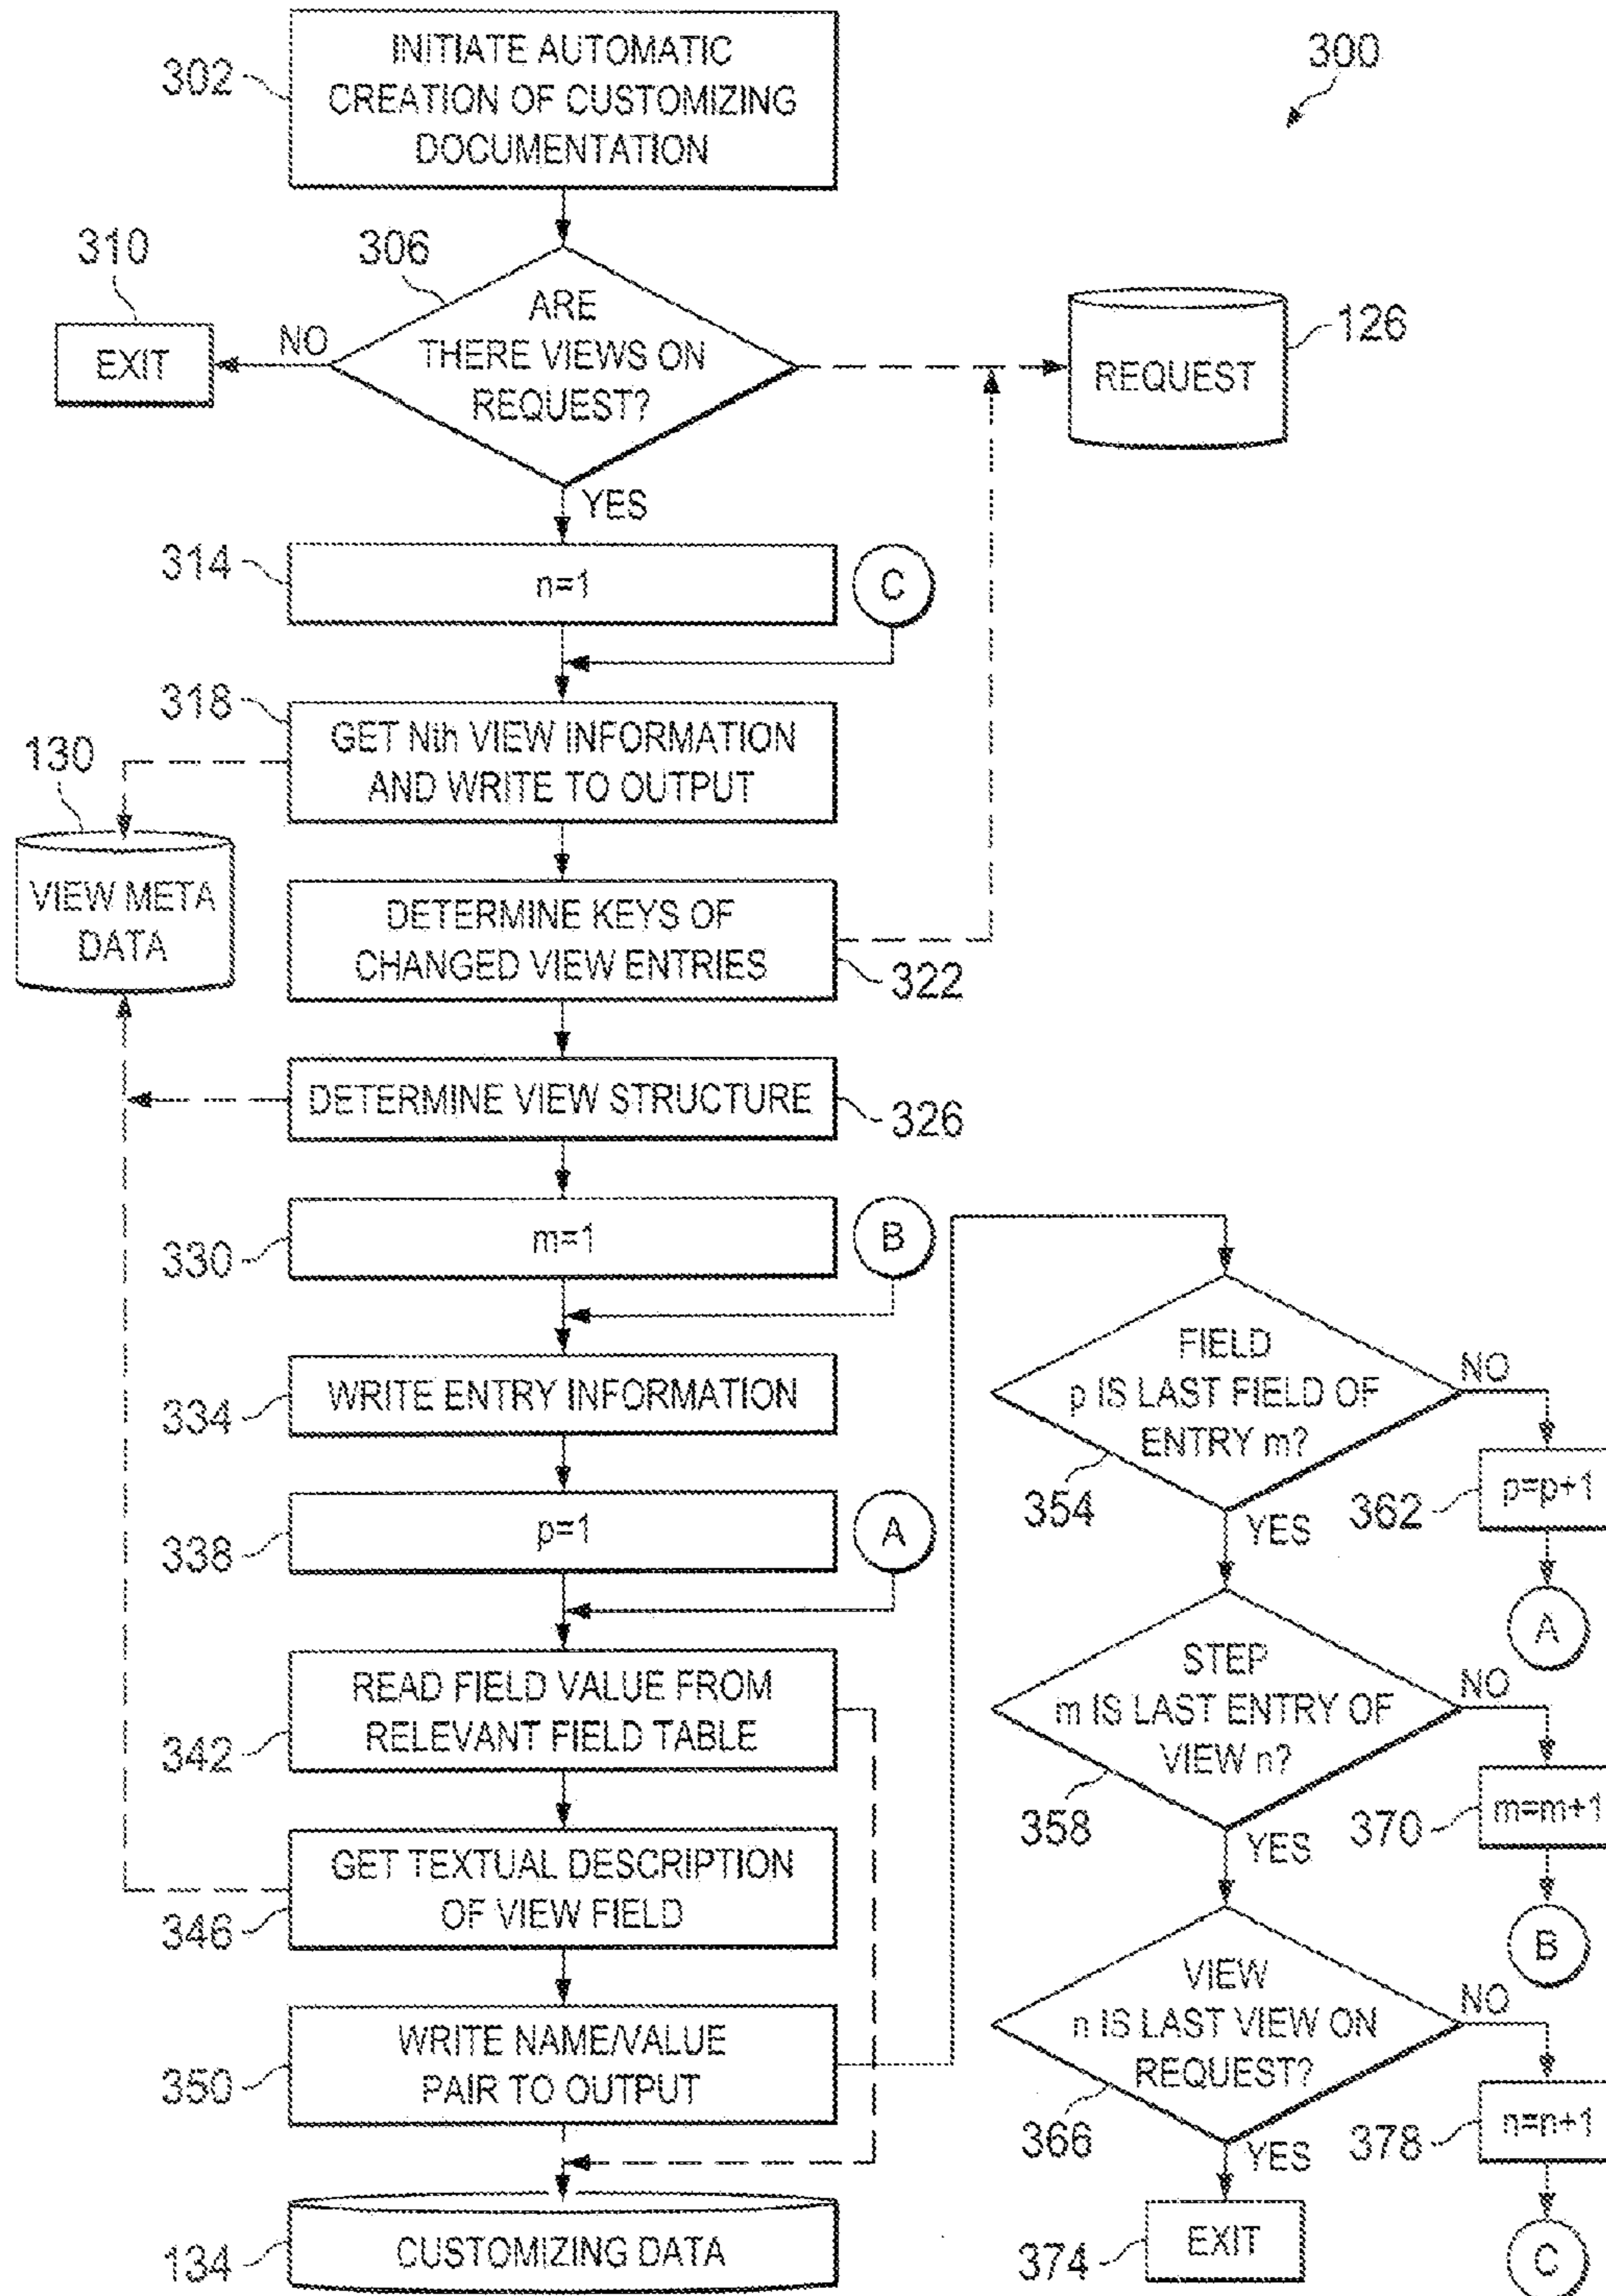 300
302
INITIATE AUTOMATIC
CREATION OF CUSTOMIZING
DOCUMENTATION
310
EXIT
NO
306
ARE
THERE VIEWS ON
REQUEST?
YES
REQUEST
126
314
n=1
C
318
GET Nth VIEW INFORMATION
AND WRITE TO OUTPUT
130
VIEW META
DATA
DETERMINE KEYS OF
CHANGED VIEW ENTRIES
322
DETERMINE VIEW STRUCTURE
326
330
m=1
B
334
WRITE ENTRY INFORMATION
338
p=1
A
342
READ FIELD VALUE FROM
RELEVANT FIELD TABLE
346
GET TEXTUAL DESCRIPTION
OF VIEW FIELD
350
WRITE NAME/VALUE
PAIR TO OUTPUT
134
CUSTOMIZING DATA
FIELD
p IS LAST FIELD OF
ENTRY m?
354
NO
YES
362
p=p+1
A
STEP
m IS LAST ENTRY OF
VIEW n?
358
NO
YES
370
m=m+1
B
VIEW
n IS LAST VIEW ON
REQUEST?
366
NO
YES
378
n=n+1
C
374
EXIT